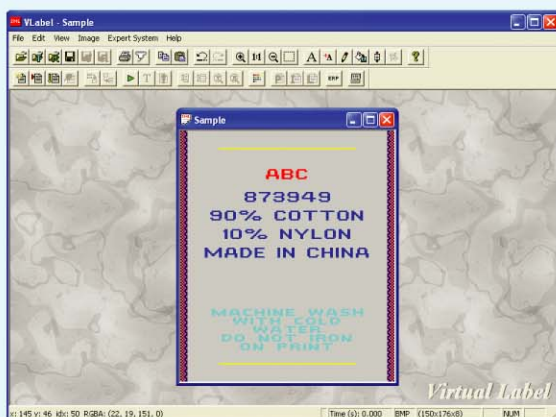 VLabel - Sample
File Edit View Image Expert System Help
Sample
ABC
873949
90% COTTON
10% NYLON
MADE IN CHINA
MACHINE WASH
WITH COLD
WATER
DO NOT IRON
ON PRINT
Virtual Label
x: 145 y: 46 idx: 50 RGBA: (22, 19, 151, 0) Time (s): 0.000 BMP (150x176x8) NUM